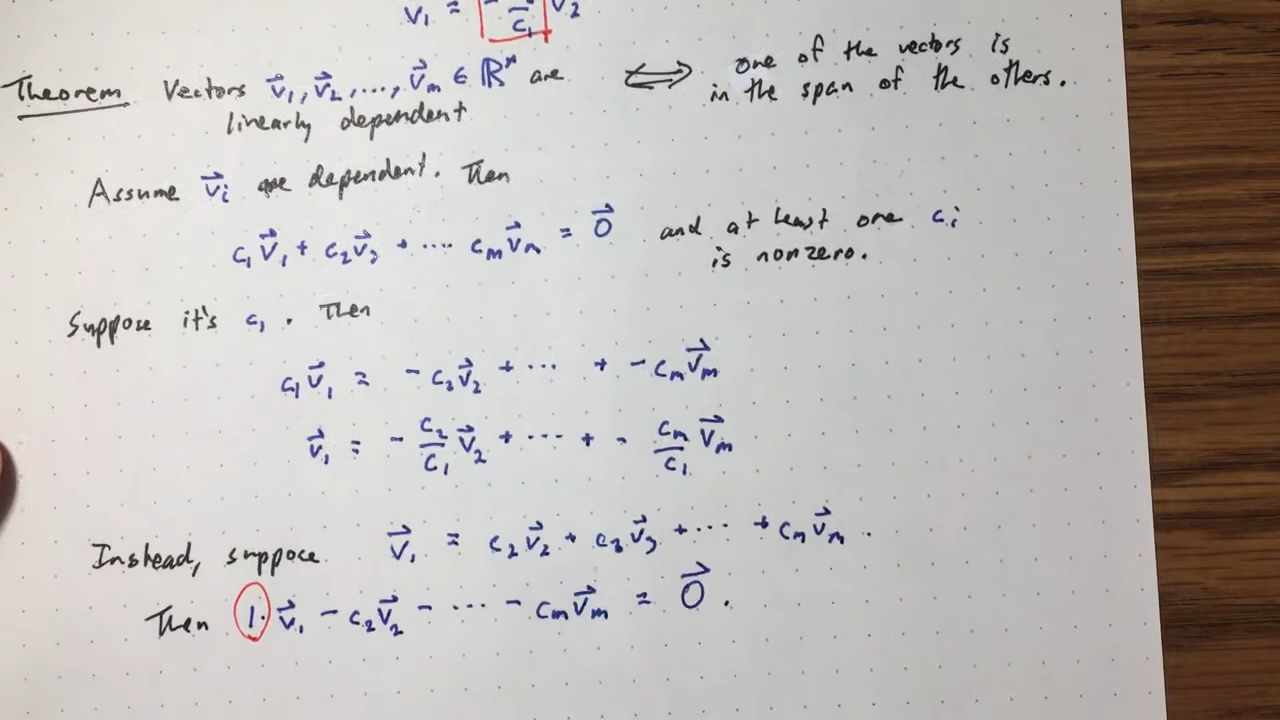 v⃗₁ = - —/c₁ v⃗₂
Theorem Vectors v⃗₁, v⃗₂, ..., v⃗ₘ ∈ ℝⁿ are linearly dependent ⟺ one of the vectors is in the span of the others.
Assume v⃗ᵢ are dependent. Then
c₁v⃗₁ + c₂v⃗₂ + .... cₘv⃗ₘ = 0⃗ and at least one cᵢ is nonzero.
Suppose it's c₁. Then
c₁v⃗₁ = -c₂v⃗₂ + ... + -cₘv⃗ₘ
v⃗₁ = - c₂/c₁ v⃗₂ + ... + - cₘ/c₁ v⃗ₘ
Instead, suppose v⃗₁ = c₂v⃗₂ + c₃v⃗₃ + ... + cₘv⃗ₘ.
Then 1·v⃗₁ - c₂v⃗₂ - ... - cₘv⃗ₘ = 0⃗.